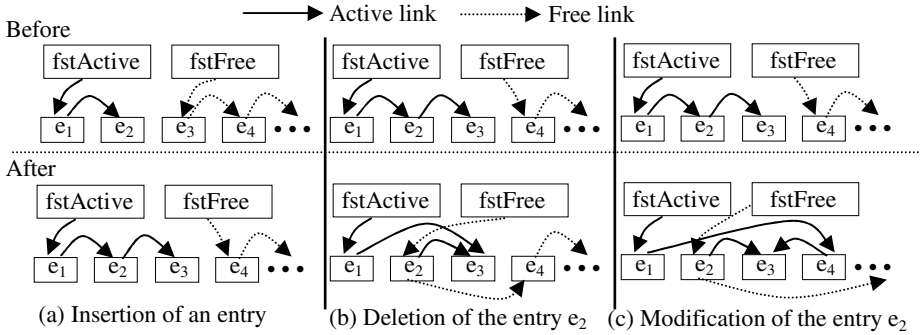 Active link Free link
Before
fstActive fstFree fstActive fstFree fstActive fstFree
e1 e2 e3 e4 ••• e1 e2 e3 e4 ••• e1 e2 e3 e4 •••
After
fstActive fstFree fstActive fstFree fstActive fstFree
e1 e2 e3 e4 ••• e1 e2 e3 e4 ••• e1 e2 e3 e4 •••
(a) Insertion of an entry (b) Deletion of the entry e2 (c) Modification of the entry e2